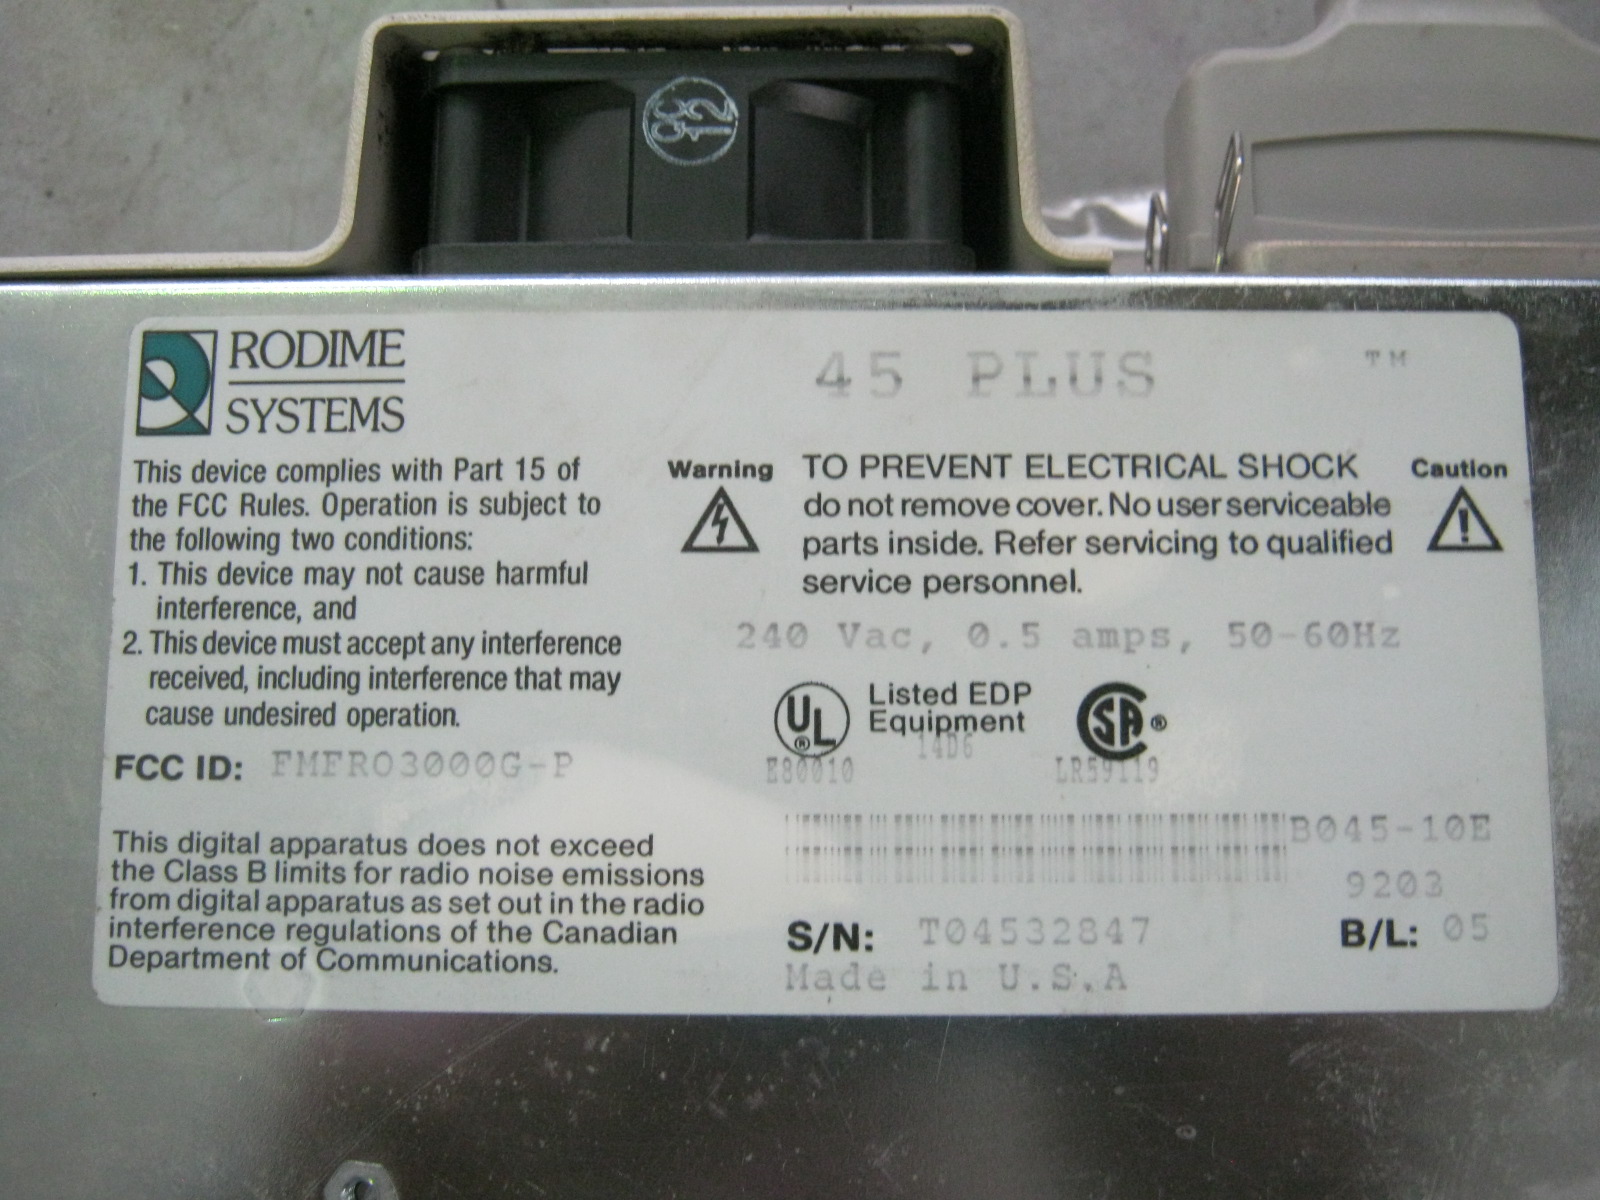 RODIME
SYSTEMS
45 PLUS ™
This device complies with Part 15 of
the FCC Rules. Operation is subject to
the following two conditions:
1. This device may not cause harmful
interference, and
2. This device must accept any interference
received, including interference that may
cause undesired operation.
FCC ID: FMFRO3000G-P
This digital apparatus does not exceed
the Class B limits for radio noise emissions
from digital apparatus as set out in the radio
interference regulations of the Canadian
Department of Communications.
Warning
TO PREVENT ELECTRICAL SHOCK
do not remove cover. No user serviceable
parts inside. Refer servicing to qualified
service personnel.
Caution
240 Vac, 0.5 amps, 50-60Hz
UL ®
Listed EDP
Equipment
14D6
E80010
SA ®
LR59119
B045-10E
9203
S/N: T04532847
B/L: 05
Made in U.S.A